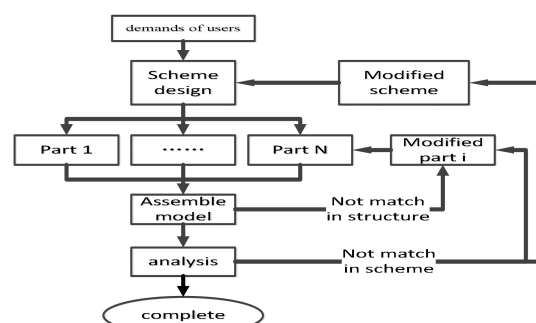 demands of users
Scheme
design
Modified
scheme
Part 1
······
Part N
Modified
part i
Assemble
model
Not match
in structure
analysis
Not match
in scheme
complete